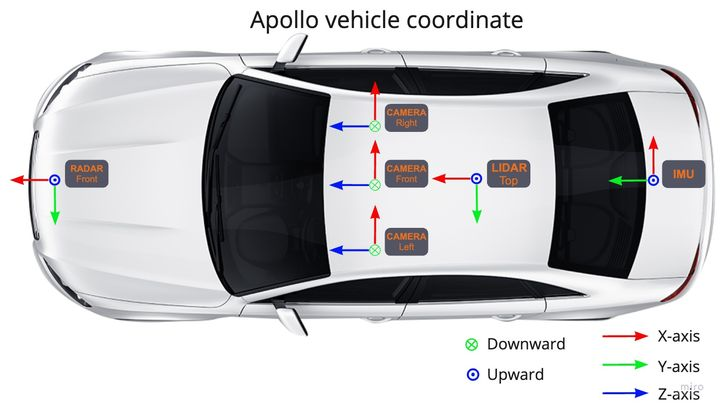 Apollo vehicle coordinate
CAMERA
Right
RADAR
Front
CAMERA
Front
LIDAR
Top
IMU
CAMERA
Left
Downward
Upward
X-axis
Y-axis
Z-axis
miro